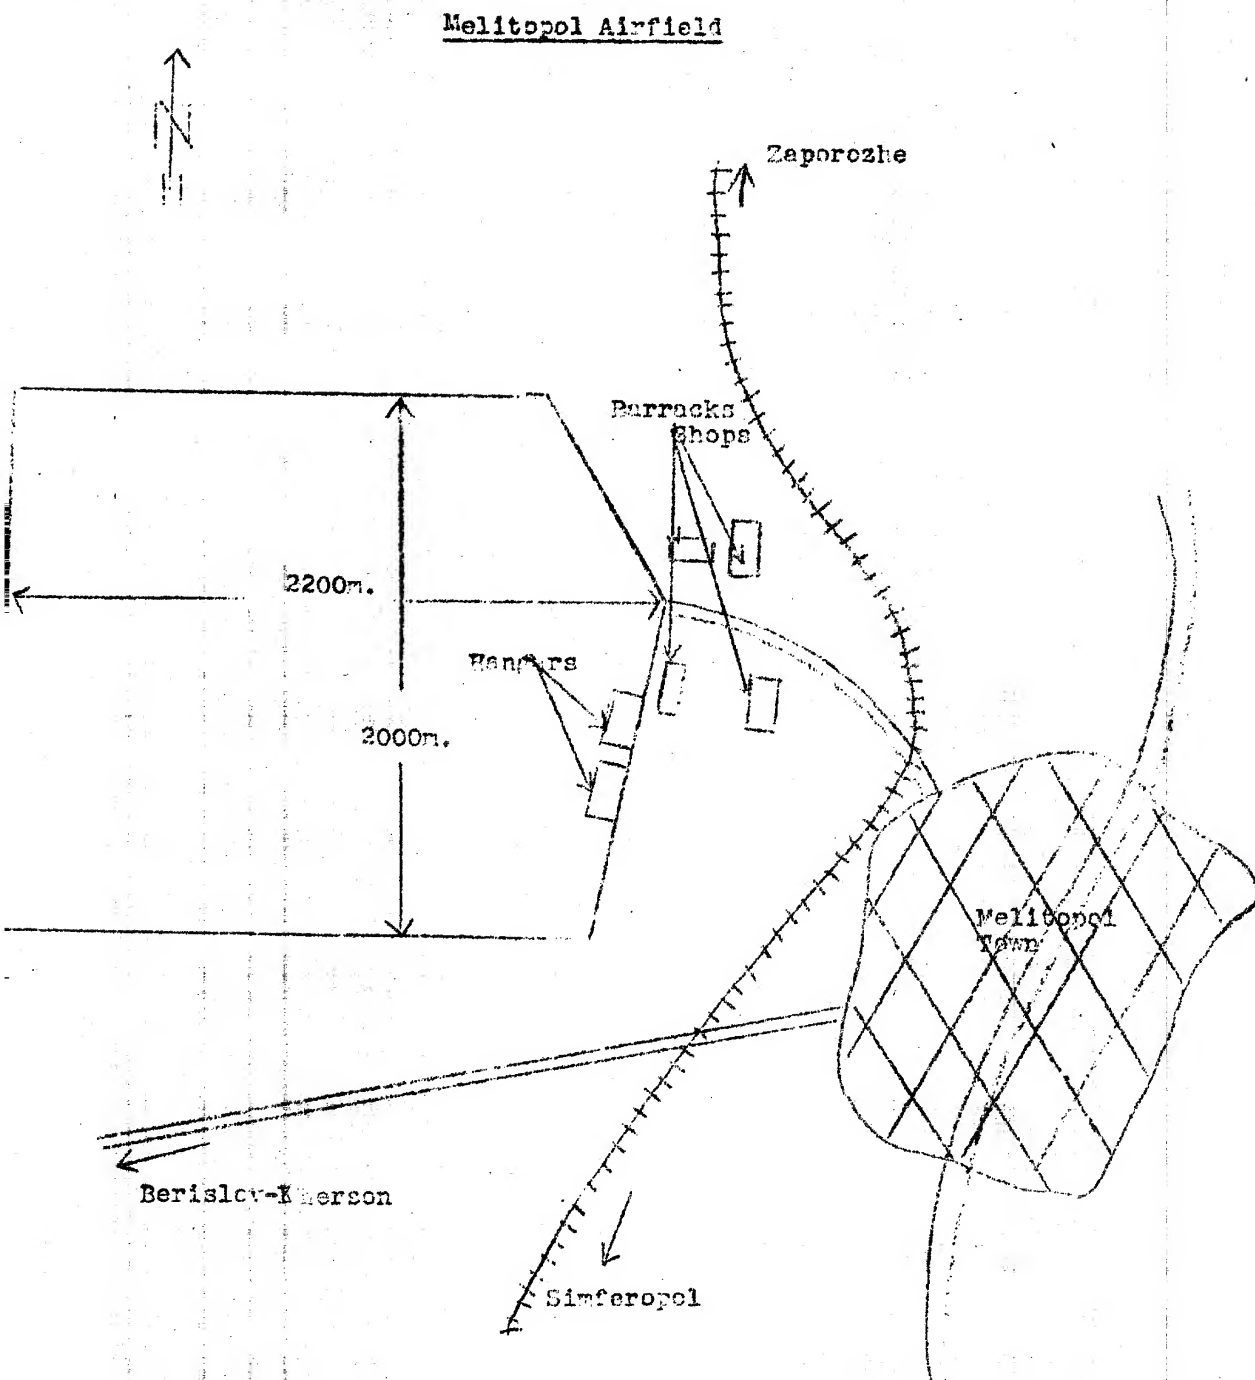 Melitopol Airfield
N
Zaporozhe
Barracks
Shops
2200m.
Hangars
2000m.
Melitopol
Town
Berislov-Kherson
Simferopol